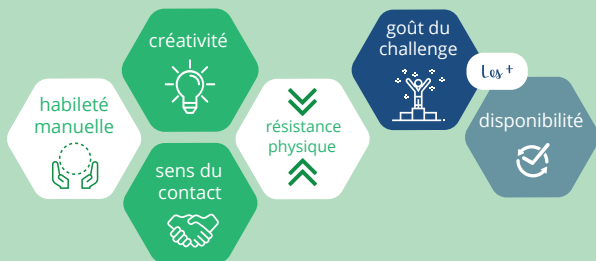 habileté
manuelle
créativité
sens du
contact
résistance
physique
goût du
challenge
Les +
disponibilité